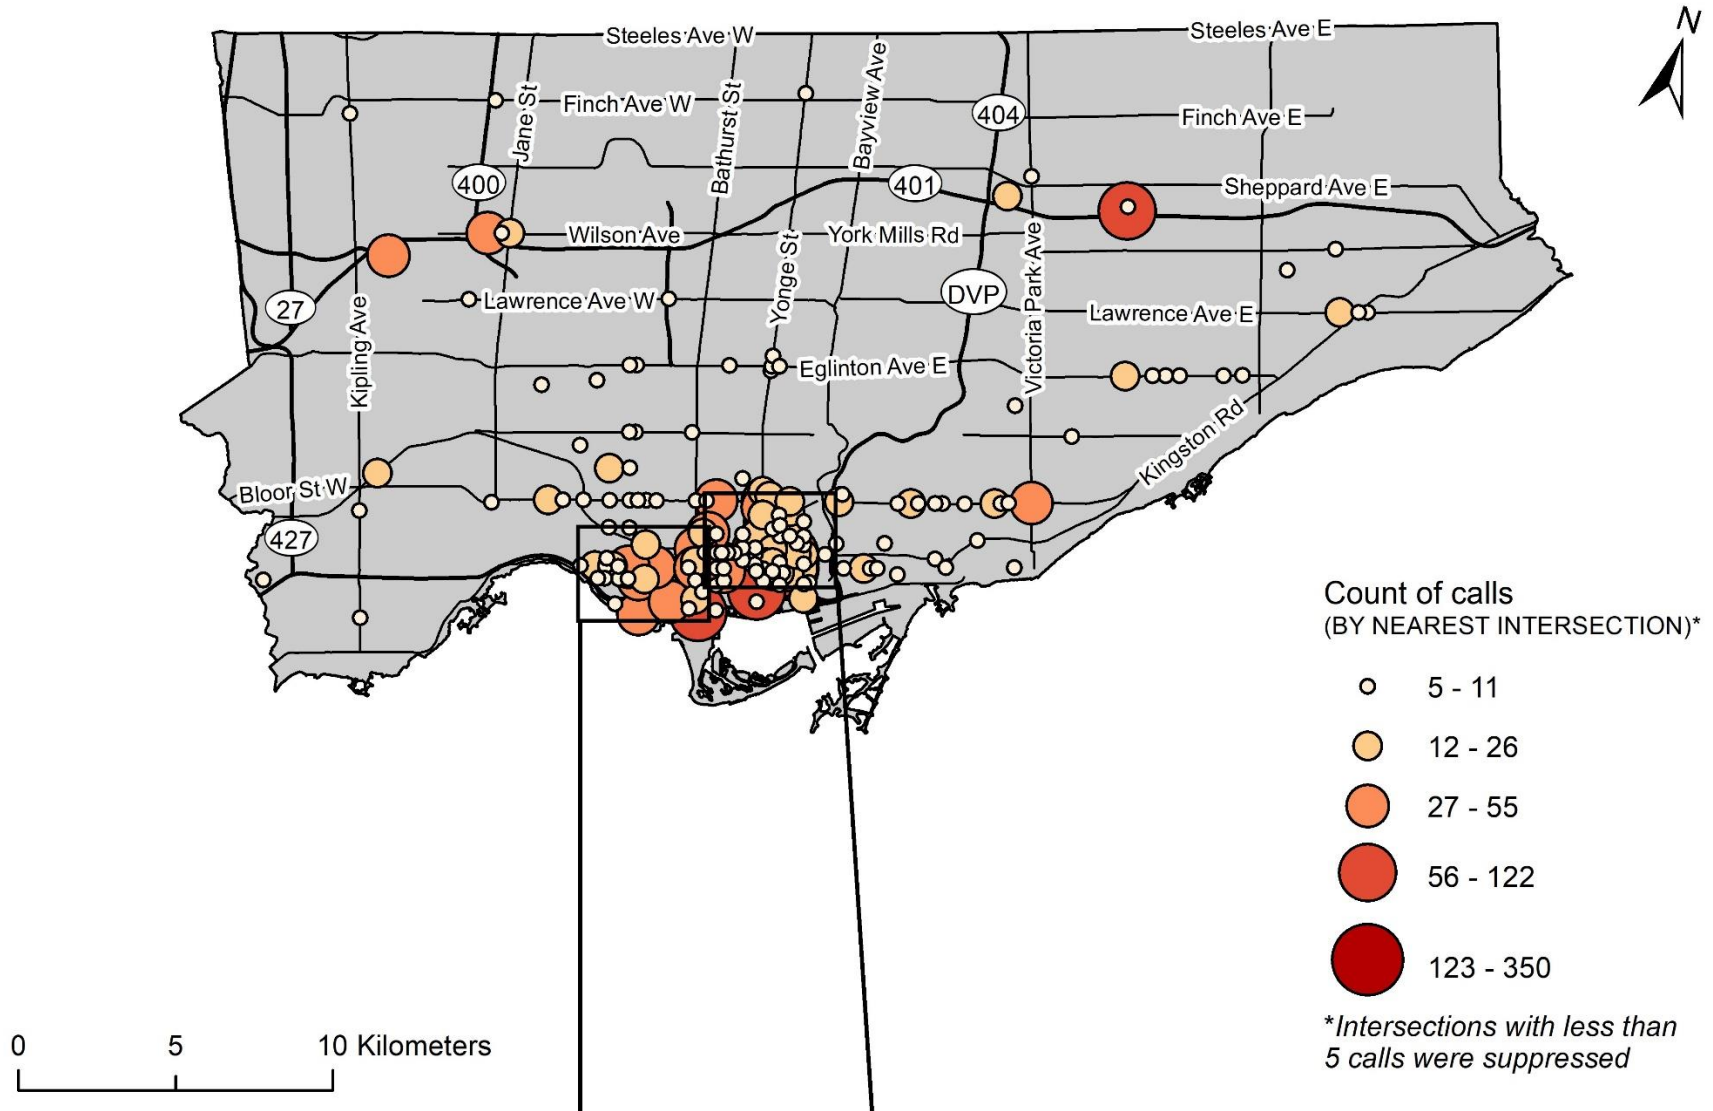 N
Steeles Ave W
Steeles Ave E
Finch Ave W
Jane St
Bathurst St
Bayview Ave
404
Finch Ave E
400
401
Sheppard Ave E
Wilson Ave
York Mills Rd
Yonge St
Victoria Park Ave
27
Kipling Ave
Lawrence Ave W
DVP
Lawrence Ave E
Eglinton Ave E
Kingston Rd
Bloor St W
427
Count of calls
(BY NEAREST INTERSECTION)*
5 - 11
12 - 26
27 - 55
56 - 122
123 - 350
*Intersections with less than
5 calls were suppressed
0 5 10 Kilometers